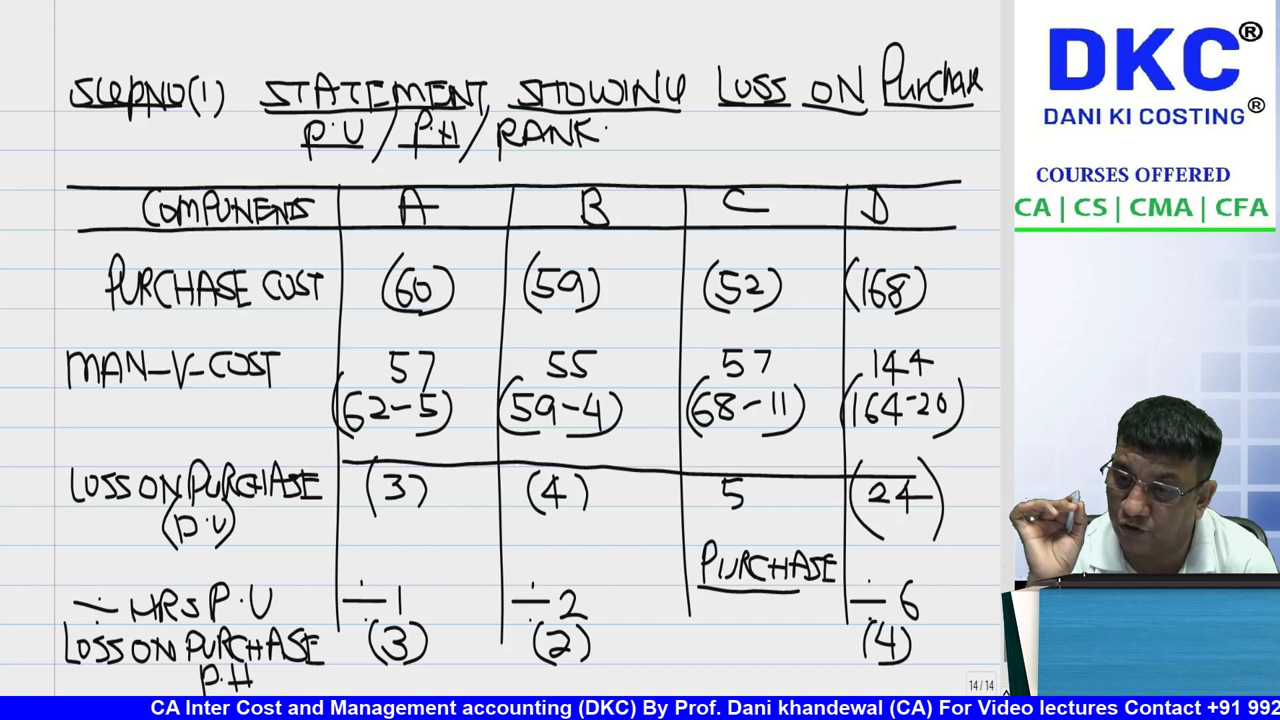 STEPNO(1) STATEMENT SHOWING LOSS ON Purchase
P.U / P.H / RANK.
COMPONENTS A B C D
PURCHASE COST (60) (59) (52) (168)
MAN-V-COST 57 55 57 144
(62-5) (59-4) (68-11) (164-20)
LOSS ON PURCHASE (3) (4) 5 (24)
(P.U)
PURCHASE
÷ HRS P.U ÷1 ÷2 ÷6
LOSS ON PURCHASE (3) (2) (4)
P.H
14 / 14
DKC®
DANI KI COSTING®
COURSES OFFERED
CA | CS | CMA | CFA
CA Inter Cost and Management accounting (DKC) By Prof. Dani khandewal (CA) For Video lectures Contact +91 992